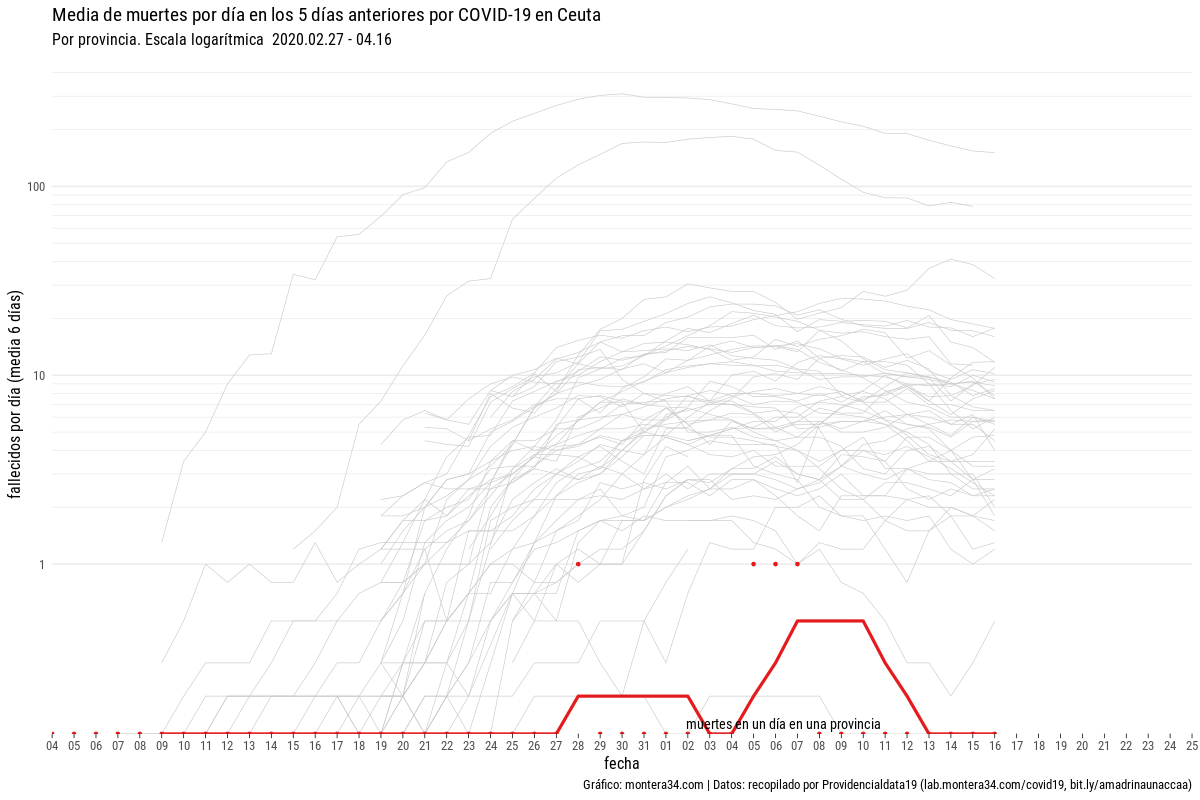 Media de muertes por día en los 5 días anteriores por COVID-19 en Ceuta
Por provincia. Escala logarítmica 2020.02.27 - 04.16
fallecidos por día (media 6 días)
100
10
1
muertes en un día en una provincia
04 05 06 07 08 09 10 11 12 13 14 15 16 17 18 19 20 21 22 23 24 25 26 27 28 29 30 31 01 02 03 04 05 06 07 08 09 10 11 12 13 14 15 16 17 18 19 20 21 22 23 24 25
fecha
Gráfico: montera34.com | Datos: recopilado por Providencialdata19 (lab.montera34.com/covid19, bit.ly/amadrinaunaccaa)